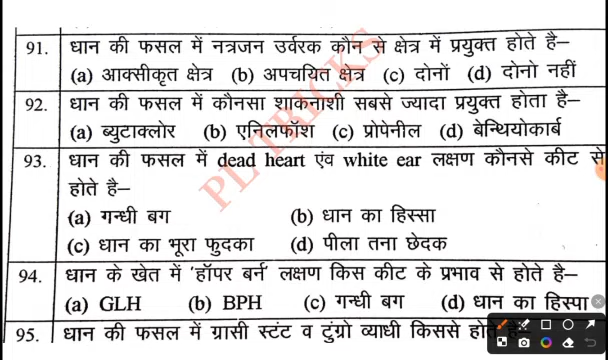 91. धान की फसल में नत्रजन उर्वरक कौन से क्षेत्र में प्रयुक्त होते है–
(a) आक्सीकृत क्षेत्र (b) अपचयित क्षेत्र (c) दोनों (d) दोनो नहीं
92. धान की फसल में कौनसा शाकनाशी सबसे ज्यादा प्रयुक्त होता है–
(a) ब्युटाक्लोर (b) एनिलफॉश (c) प्रोपेनील (d) बेन्थियोकार्ब
93. धान की फसल में dead heart एंव white ear लक्षण कौनसे कीट से
होते है–
(a) गन्धी बग (b) धान का हिस्सा
(c) धान का भूरा फुदका (d) पीला तना छेदक
94. धान के खेत में 'हॉपर बर्न' लक्षण किस कीट के प्रभाव से होते है–
(a) GLH (b) BPH (c) गन्धी बग (d) धान का हिस्पा
95. धान की फसल में ग्रासी स्टंट व टुंग्रो व्याधी किससे होते है–
PL TRICKS